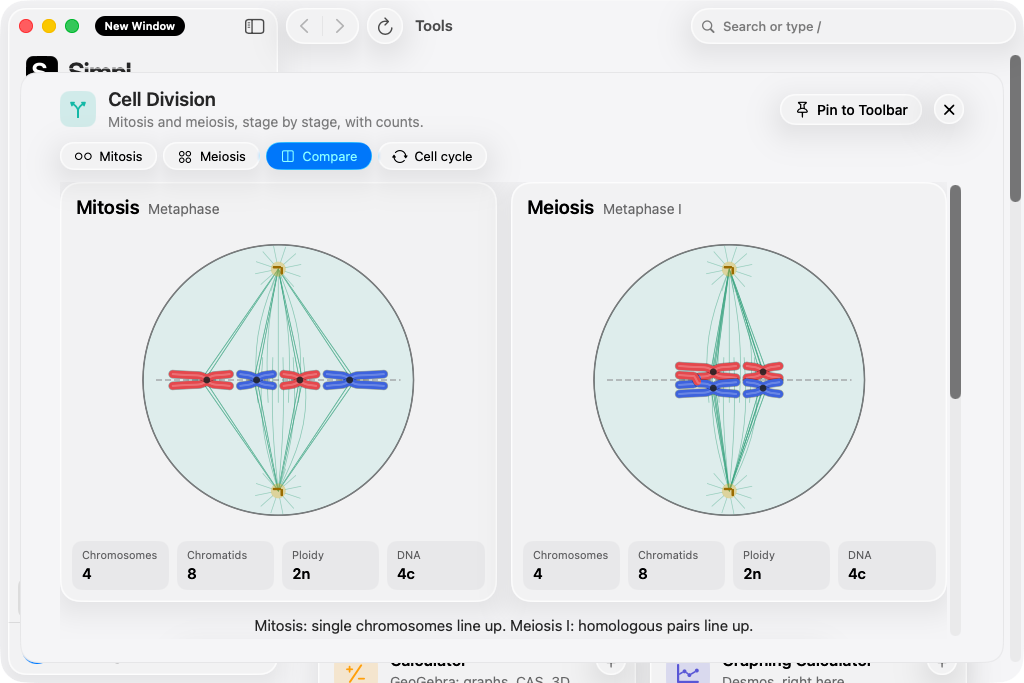 New Window
Tools
Search or type /
Simpl
Cell Division
Mitosis and meiosis, stage by stage, with counts.
Pin to Toolbar
Mitosis
Meiosis
Compare
Cell cycle
Mitosis Metaphase
Chromosomes
4
Chromatids
8
Ploidy
2n
DNA
4c
Meiosis Metaphase I
Chromosomes
4
Chromatids
8
Ploidy
2n
DNA
4c
Mitosis: single chromosomes line up. Meiosis I: homologous pairs line up.
Calculator
GeoGebra: graphs, CAS, 3D
Graphing Calculator
Desmos, right here